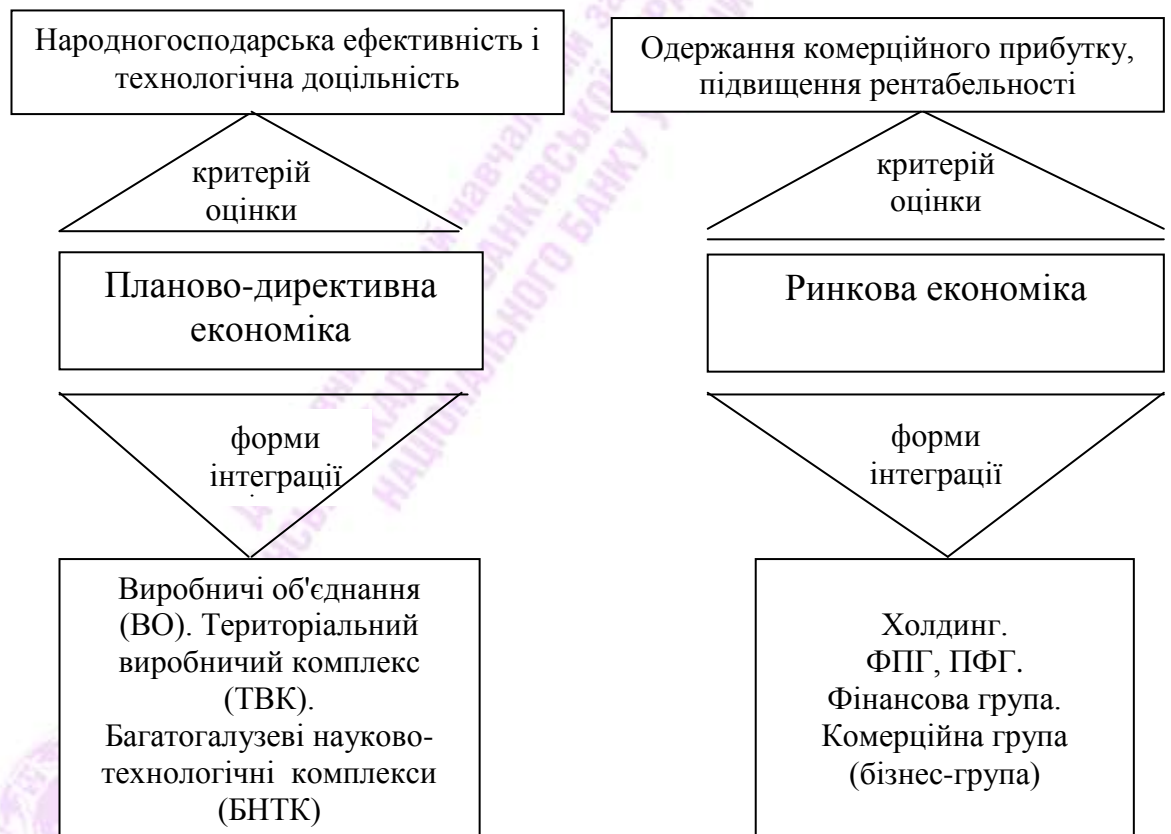 Народногосподарська ефективність і
технологічна доцільність
критерій
оцінки
Планово-директивна
економіка
форми
інтеграції
Виробничі об'єднання
(ВО). Територіальний
виробничий комплекс
(ТВК).
Багатогалузеві науково-
технологічні комплекси
(БНТК)
Одержання комерційного прибутку,
підвищення рентабельності
критерій
оцінки
Ринкова економіка
форми
інтеграції
Холдинг.
ФПГ, ПФГ.
Фінансова група.
Комерційна група
(бізнес-група)